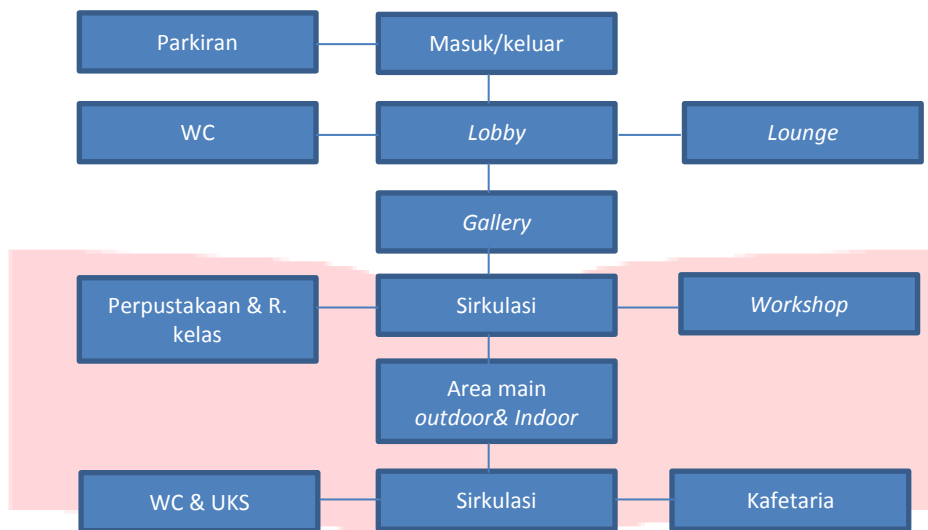 Parkiran
Masuk/keluar
WC
Lobby
Lounge
Gallery
Perpustakaan & R.
kelas
Sirkulasi
Workshop
Area main
outdoor& Indoor
WC & UKS
Sirkulasi
Kafetaria